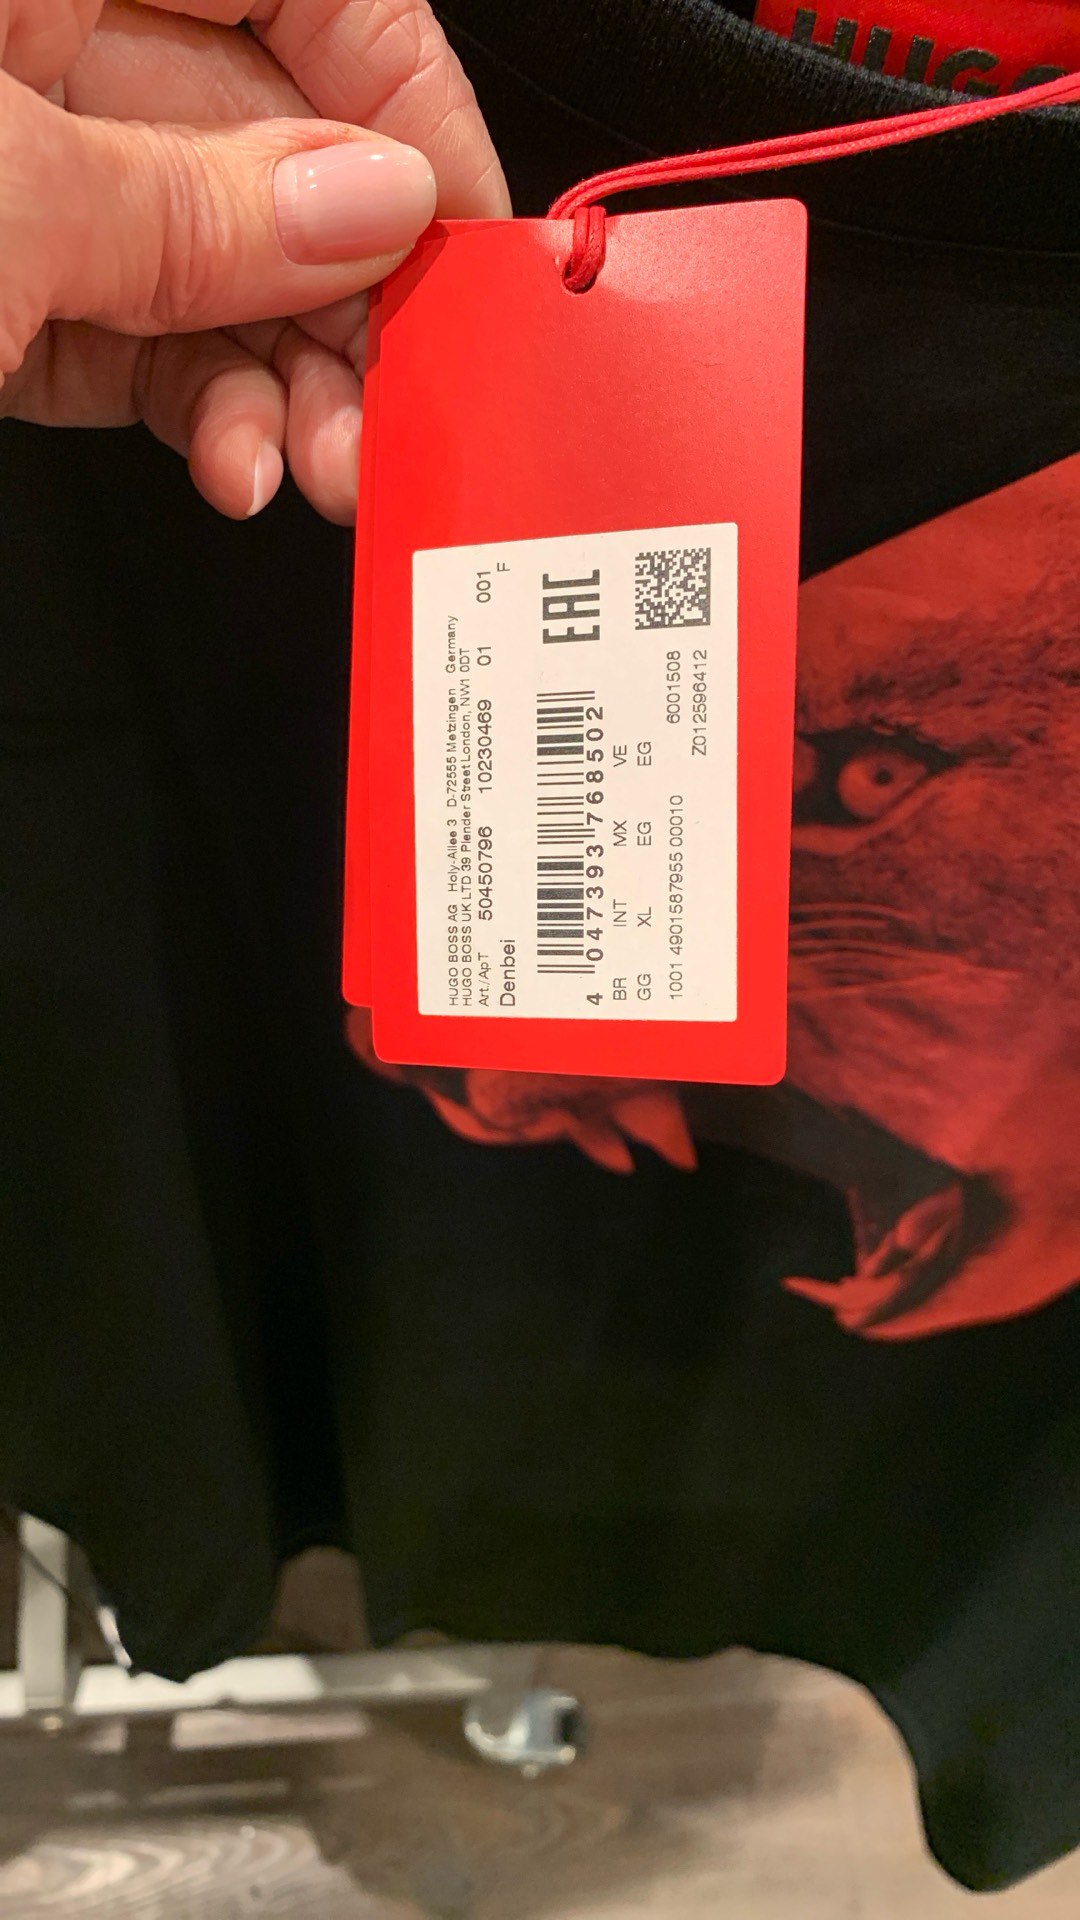 HUGO
HUGO BOSS AG Holy-Allee 3 D-72555 Metzingen Germany
HUGO BOSS UK LTD 39 Plender Street London, NW1 0DT
Art./ApT 50450796 10230469 01 001
Denbei F
EAC
4 047393 768502
BR INT MX VE
GG XL EG EG
1001 4901587955 00010 6001508
Z012596412